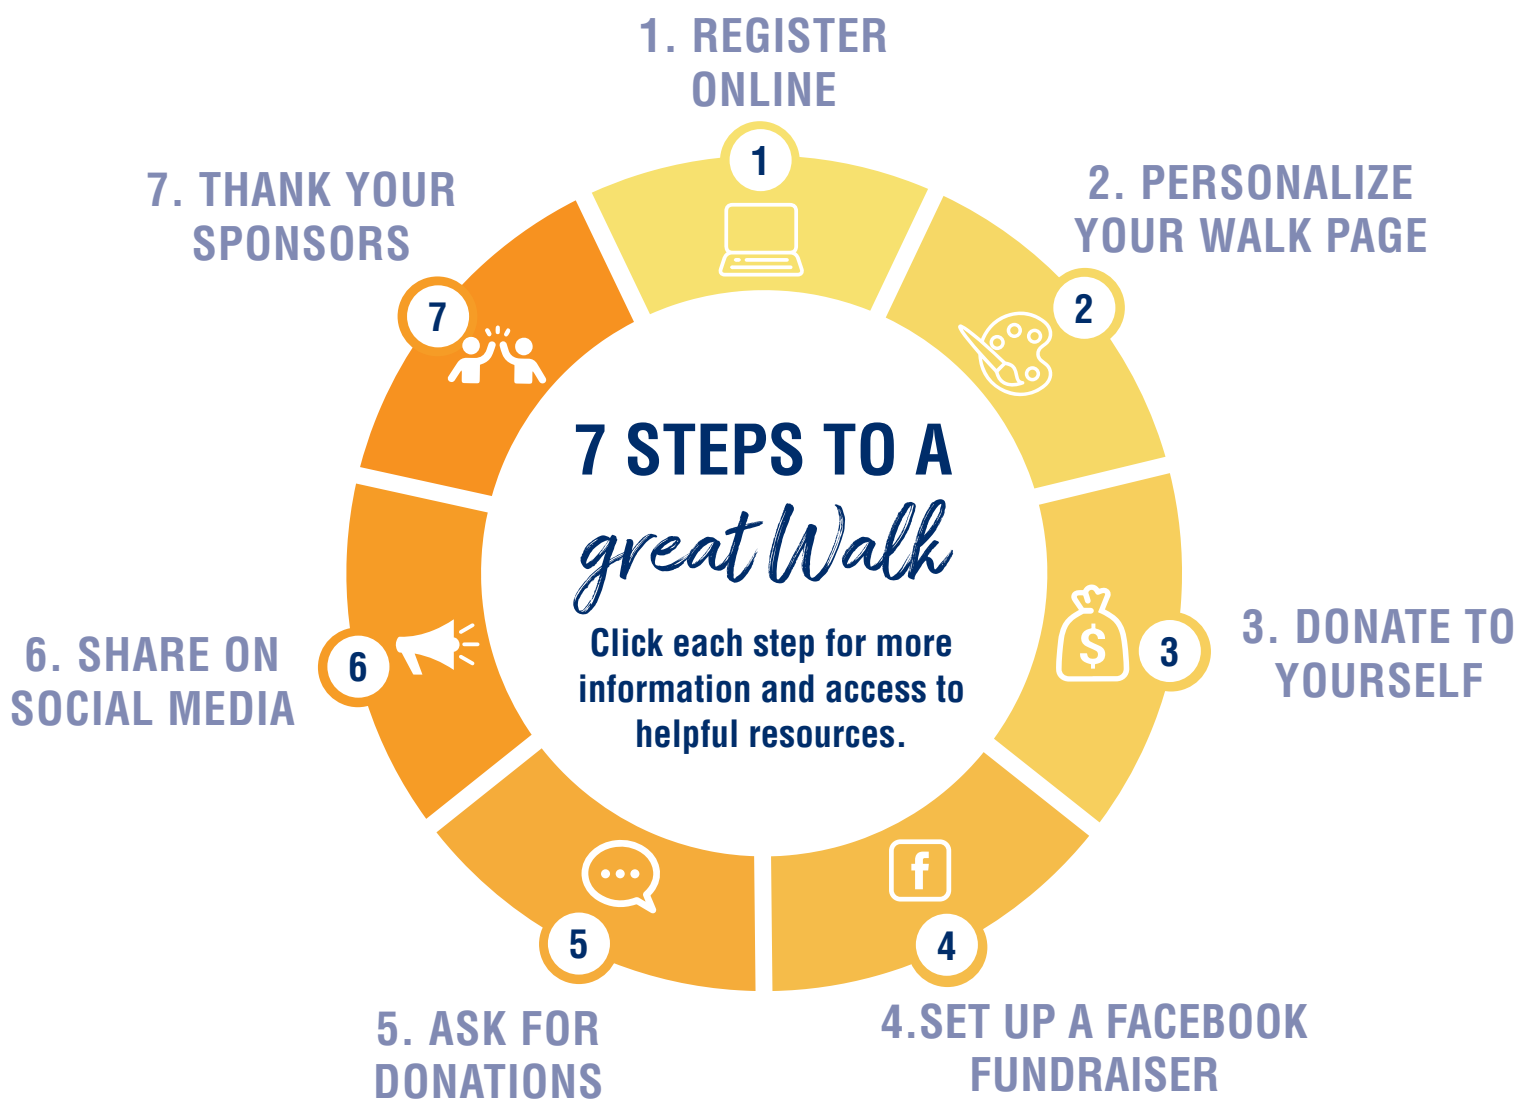 1. REGISTER
ONLINE
1
2. PERSONALIZE
YOUR WALK PAGE
2
3. DONATE TO
YOURSELF
3
$
4.SET UP A FACEBOOK
FUNDRAISER
4
f
5. ASK FOR
DONATIONS
5
6. SHARE ON
SOCIAL MEDIA
6
7. THANK YOUR
SPONSORS
7
7 STEPS TO A
great Walk
Click each step for more
information and access to
helpful resources.